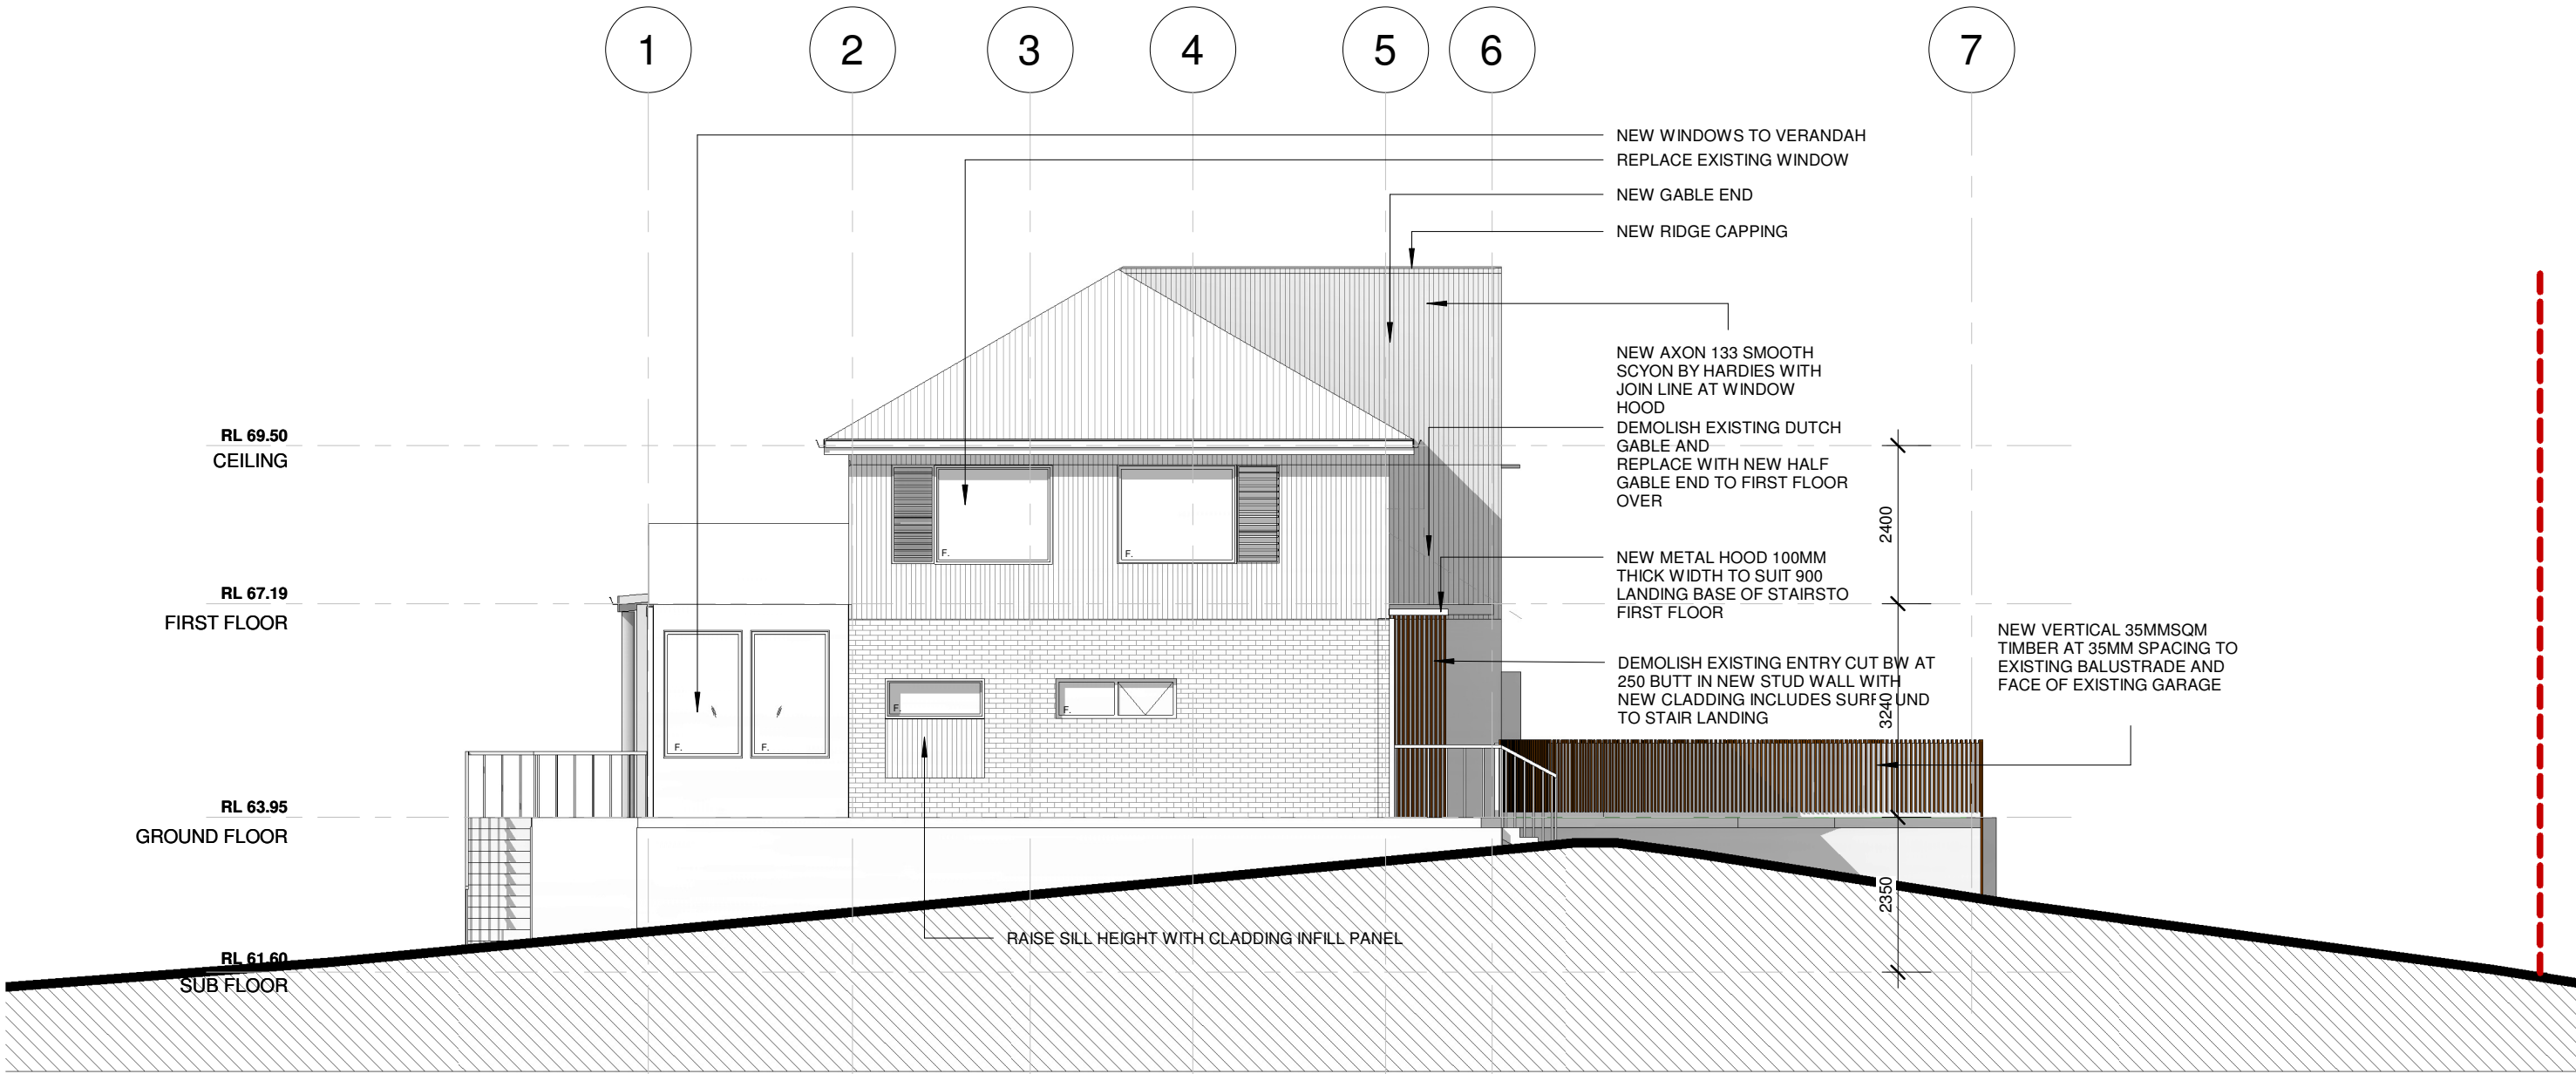 1
2
3
4
5
6
7
NEW WINDOWS TO VERANDAH
REPLACE EXISTING WINDOW
NEW GABLE END
NEW RIDGE CAPPING
NEW AXON 133 SMOOTH
SCYON BY HARDIES WITH
JOIN LINE AT WINDOW
HOOD
DEMOLISH EXISTING DUTCH
GABLE AND
REPLACE WITH NEW HALF
GABLE END TO FIRST FLOOR
OVER
NEW METAL HOOD 100MM
THICK WIDTH TO SUIT 900
LANDING BASE OF STAIRSTO
FIRST FLOOR
DEMOLISH EXISTING ENTRY CUT BW AT
250 BUTT IN NEW STUD WALL WITH
NEW CLADDING INCLUDES SURROUND
TO STAIR LANDING
NEW VERTICAL 35MMSQM
TIMBER AT 35MM SPACING TO
EXISTING BALUSTRADE AND
FACE OF EXISTING GARAGE
RL 69.50
CEILING
RL 67.19
FIRST FLOOR
RL 63.95
GROUND FLOOR
RL 61.60
SUB FLOOR
2400
3240
2350
F.
F.
F.
F.
F.
F.
RAISE SILL HEIGHT WITH CLADDING INFILL PANEL